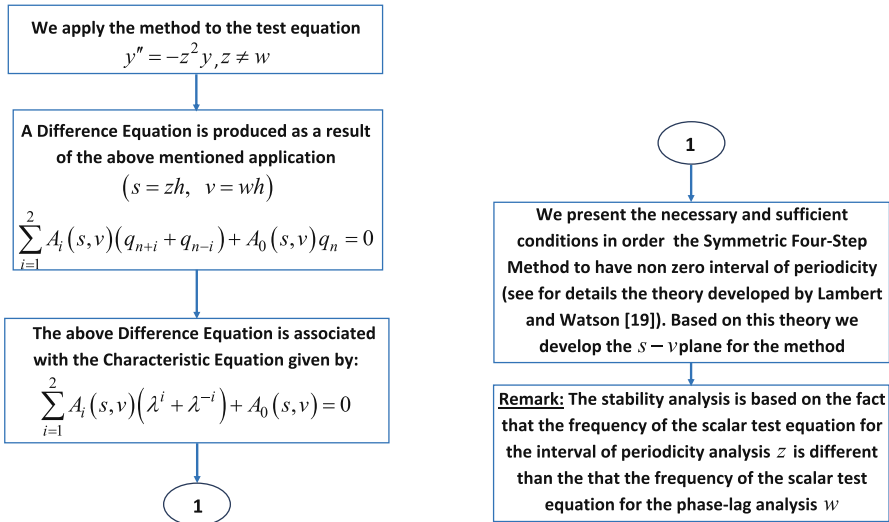 We apply the method to the test equation
y″ = −z² y, z ≠ w
A Difference Equation is produced as a result
of the above mentioned application
(s = zh, v = wh)
∑_{i=1}^{2} A_i (s,v)(q_{n+i} + q_{n−i}) + A_0 (s,v) q_n = 0
The above Difference Equation is associated
with the Characteristic Equation given by:
∑_{i=1}^{2} A_i (s,v)(λ^i + λ^{−i}) + A_0 (s,v) = 0
1
1
We present the necessary and sufficient
conditions in order the Symmetric Four-Step
Method to have non zero interval of periodicity
(see for details the theory developed by Lambert
and Watson [19]). Based on this theory we
develop the s − v plane for the method
Remark: The stability analysis is based on the fact
that the frequency of the scalar test equation for
the interval of periodicity analysis z is different
than the that the frequency of the scalar test
equation for the phase-lag analysis w